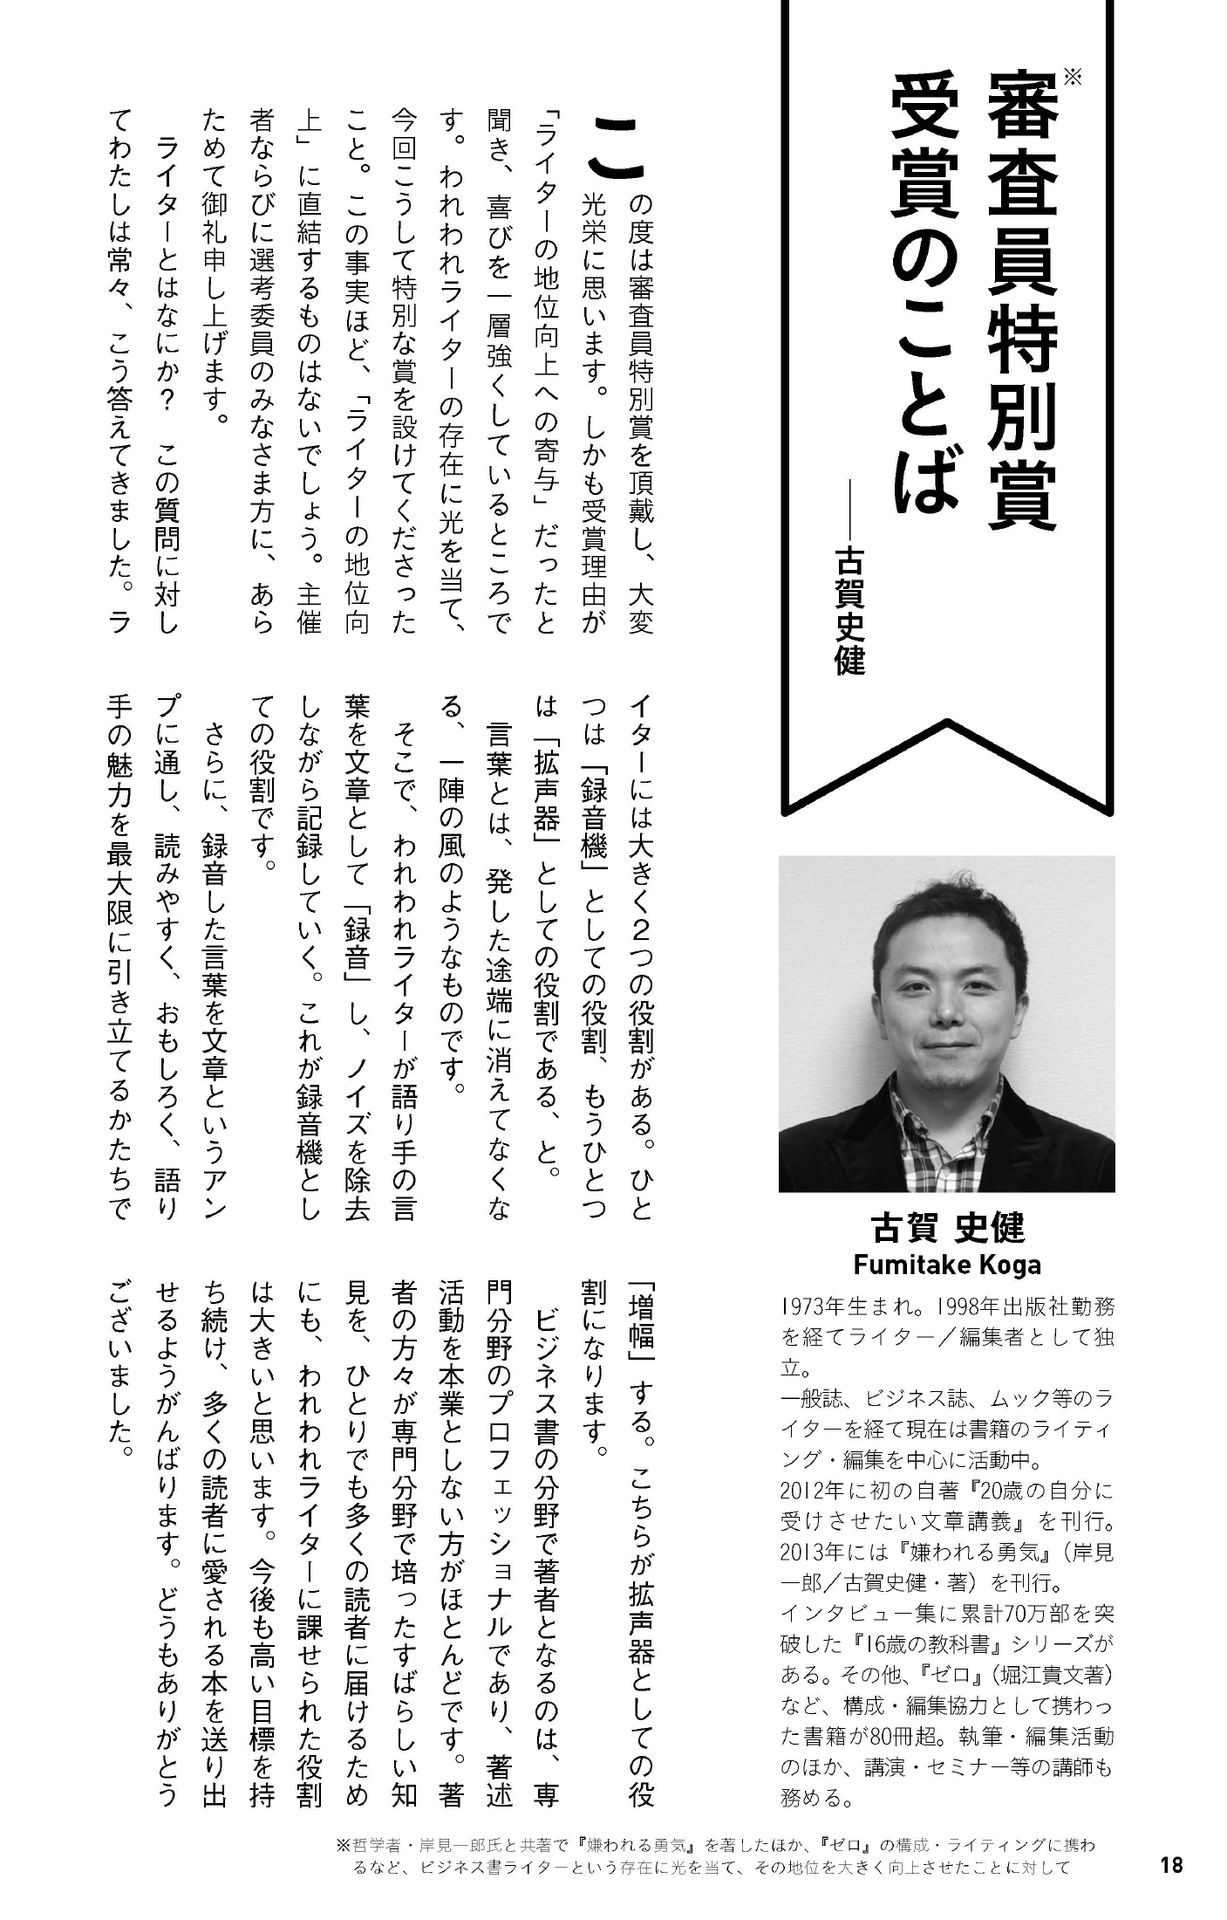 ※
審査員特別賞
受賞のことば
――古賀史健
この度は審査員特別賞を頂戴し、大変
光栄に思います。しかも受賞理由が
「ライターの地位向上への寄与」だったと
聞き、喜びを一層強くしているところで
す。われわれライターの存在に光を当て、
今回こうして特別な賞を設けてくださった
こと。この事実ほど、「ライターの地位向
上」に直結するものはないでしょう。主催
者ならびに選考委員のみなさま方に、あら
ためて御礼申し上げます。
　ライターとはなにか？　この質問に対し
てわたしは常々、こう答えてきました。ラ
イターには大きく２つの役割がある。ひと
つは「録音機」としての役割、もうひとつ
は「拡声器」としての役割である、と。
　言葉とは、発した途端に消えてなくな
る、一陣の風のようなものです。
　そこで、われわれライターが語り手の言
葉を文章として「録音」し、ノイズを除去
しながら記録していく。これが録音機とし
ての役割です。
　さらに、録音した言葉を文章というアン
プに通し、読みやすく、おもしろく、語り
手の魅力を最大限に引き立てるかたちで
「増幅」する。こちらが拡声器としての役
割になります。
　ビジネス書の分野で著者となるのは、専
門分野のプロフェッショナルであり、著述
活動を本業としない方がほとんどです。著
者の方々が専門分野で培ったすばらしい知
見を、ひとりでも多くの読者に届けるため
にも、われわれライターに課せられた役割
は大きいと思います。今後も高い目標を持
ち続け、多くの読者に愛される本を送り出
せるようがんばります。どうもありがとう
ございました。
古賀 史健
Fumitake Koga
1973年生まれ。1998年出版社勤務
を経てライター／編集者として独
立。
一般誌、ビジネス誌、ムック等のラ
イターを経て現在は書籍のライティ
ング・編集を中心に活動中。
2012年に初の自著『20歳の自分に
受けさせたい文章講義』を刊行。
2013年には『嫌われる勇気』（岸見
一郎／古賀史健・著）を刊行。
インタビュー集に累計70万部を突
破した『16歳の教科書』シリーズが
ある。その他、『ゼロ』（堀江貴文著）
など、構成・編集協力として携わっ
た書籍が80冊超。執筆・編集活動
のほか、講演・セミナー等の講師も
務める。
※哲学者・岸見一郎氏と共著で『嫌われる勇気』を著したほか、『ゼロ』の構成・ライティングに携わ
るなど、ビジネス書ライターという存在に光を当て、その地位を大きく向上させたことに対して
18